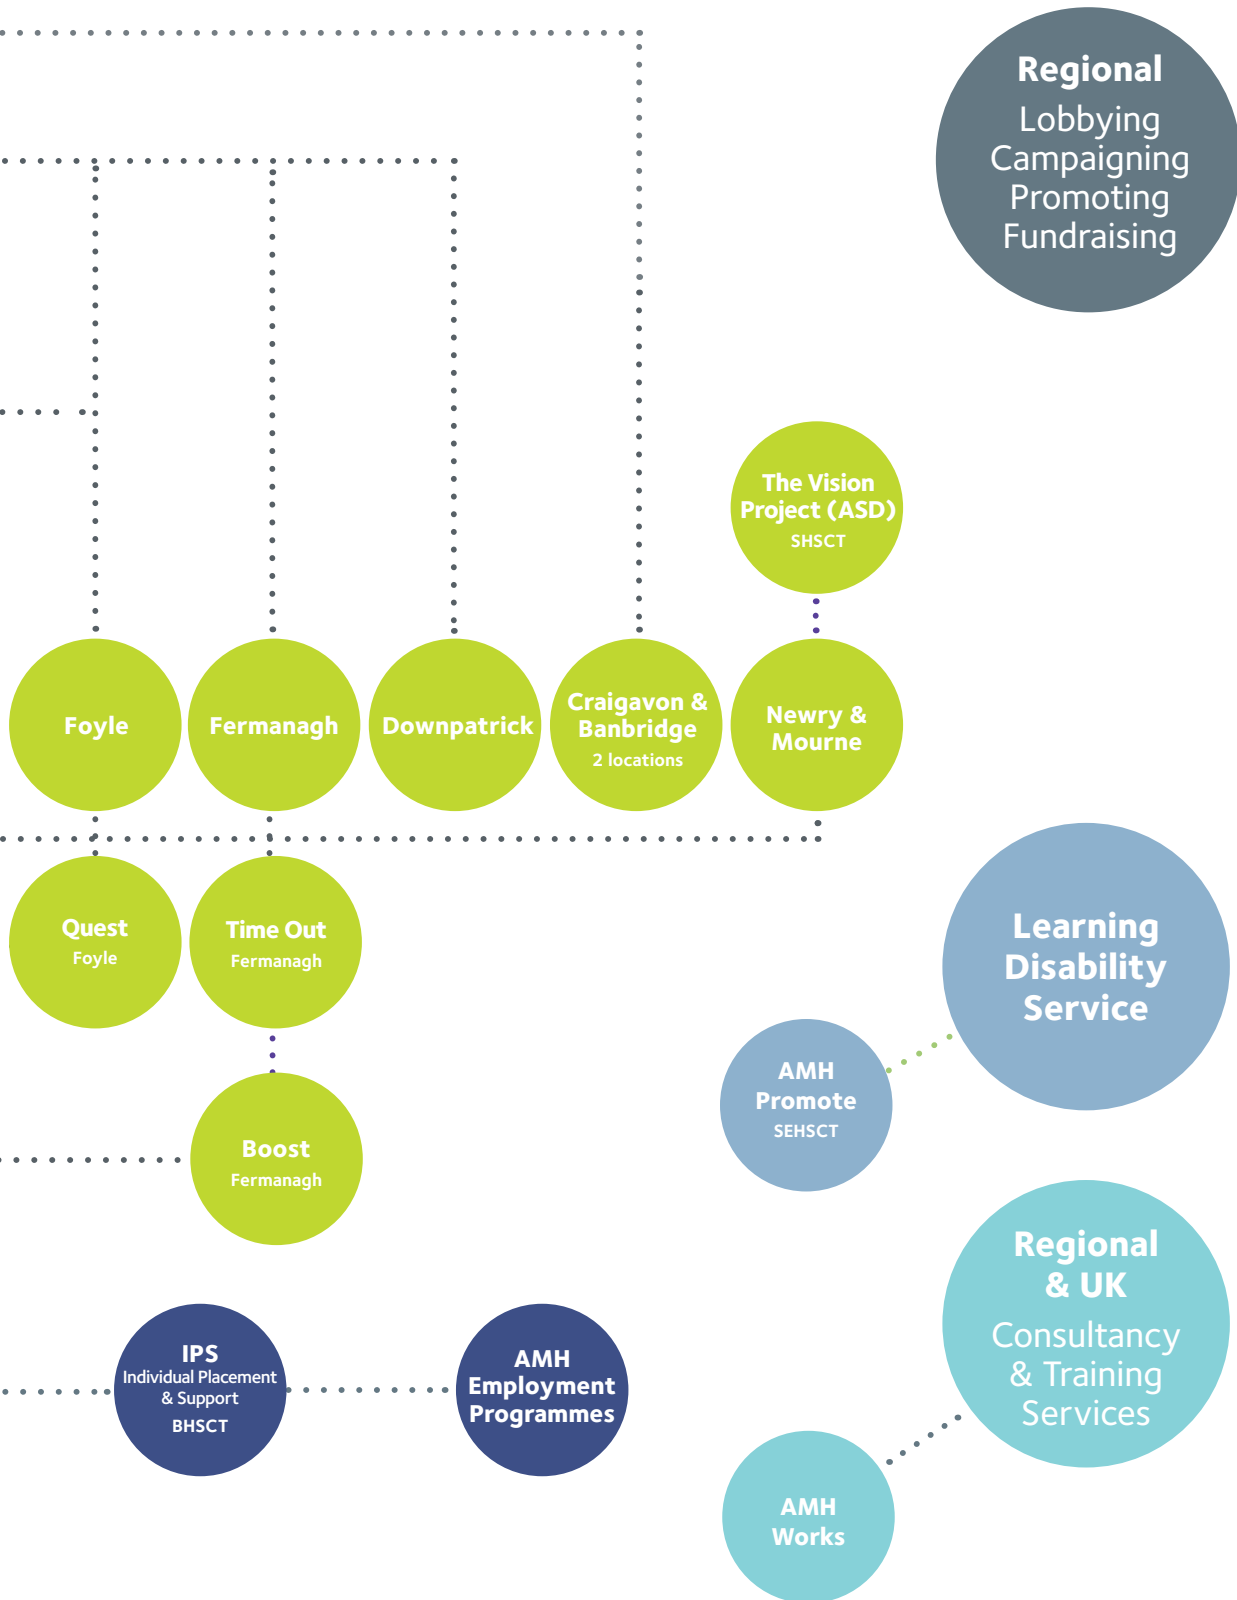 Regional
Lobbying
Campaigning
Promoting
Fundraising
The Vision
Project (ASD)
SHSCT
Foyle
Fermanagh
Downpatrick
Craigavon &
Banbridge
2 locations
Newry &
Mourne
Quest
Foyle
Time Out
Fermanagh
Learning
Disability
Service
AMH
Promote
SEHSCT
Boost
Fermanagh
Regional
& UK
Consultancy
& Training
Services
IPS
Individual Placement
& Support
BHSCT
AMH
Employment
Programmes
AMH
Works